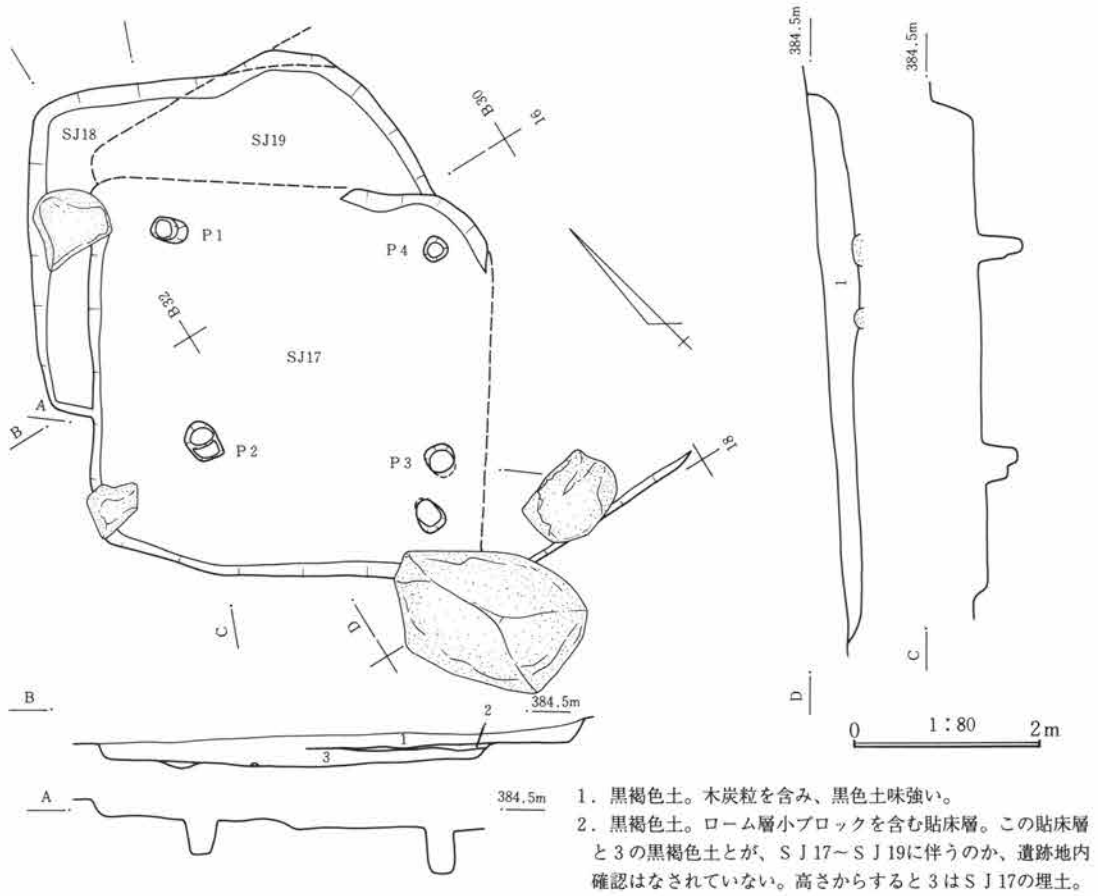 384.5m
384.5m
SJ18
SJ19
B30
16
P1
P4
B32
SJ17
1
A
B
P2
P3
18
C
D
C
D
B
384.5m
2
1
3
0
1:80
2m
A
384.5m
1．黒褐色土。木炭粒を含み、黒色土味強い。
2．黒褐色土。ローム層小ブロックを含む貼床層。この貼床層
と３の黒褐色土とが、ＳＪ17～ＳＪ19に伴うのか、遺跡地内
確認はなされていない。高さからすると３はＳＪ17の埋土。